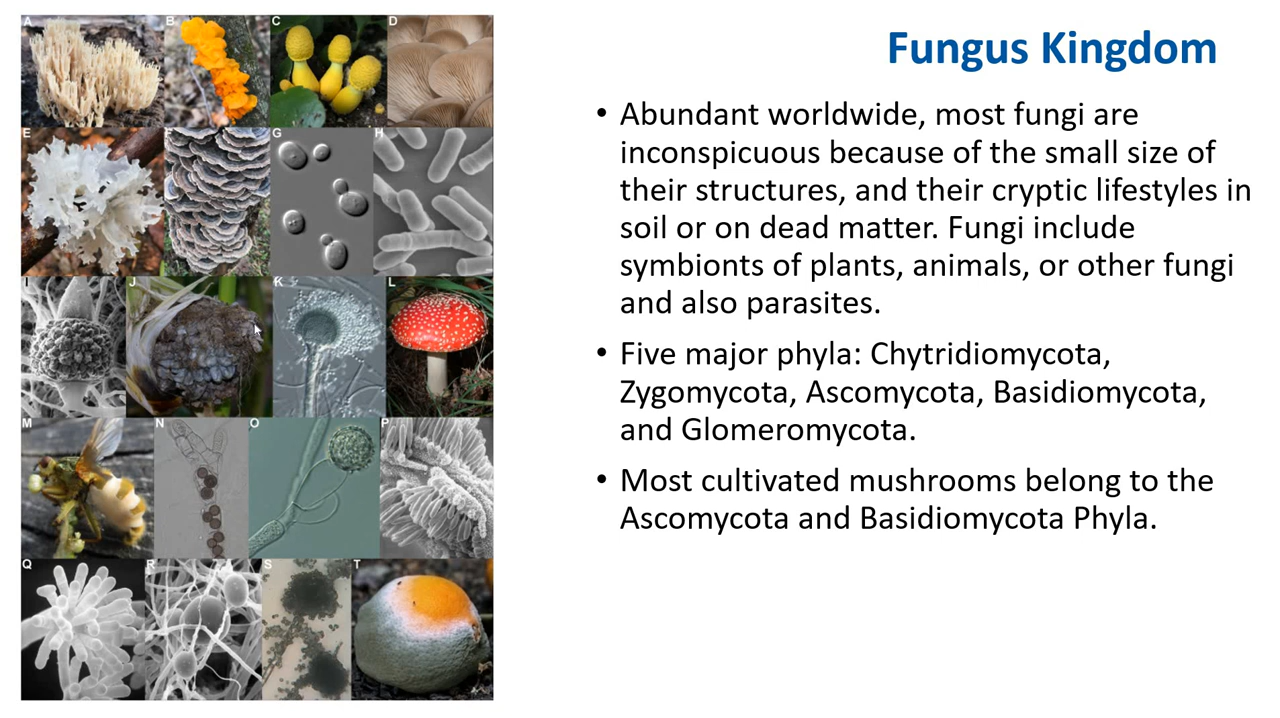 A B C D
E F G H
I J K L
M N O P
Q R S T
Fungus Kingdom
• Abundant worldwide, most fungi are
inconspicuous because of the small size of
their structures, and their cryptic lifestyles in
soil or on dead matter. Fungi include
symbionts of plants, animals, or other fungi
and also parasites.
• Five major phyla: Chytridiomycota,
Zygomycota, Ascomycota, Basidiomycota,
and Glomeromycota.
• Most cultivated mushrooms belong to the
Ascomycota and Basidiomycota Phyla.